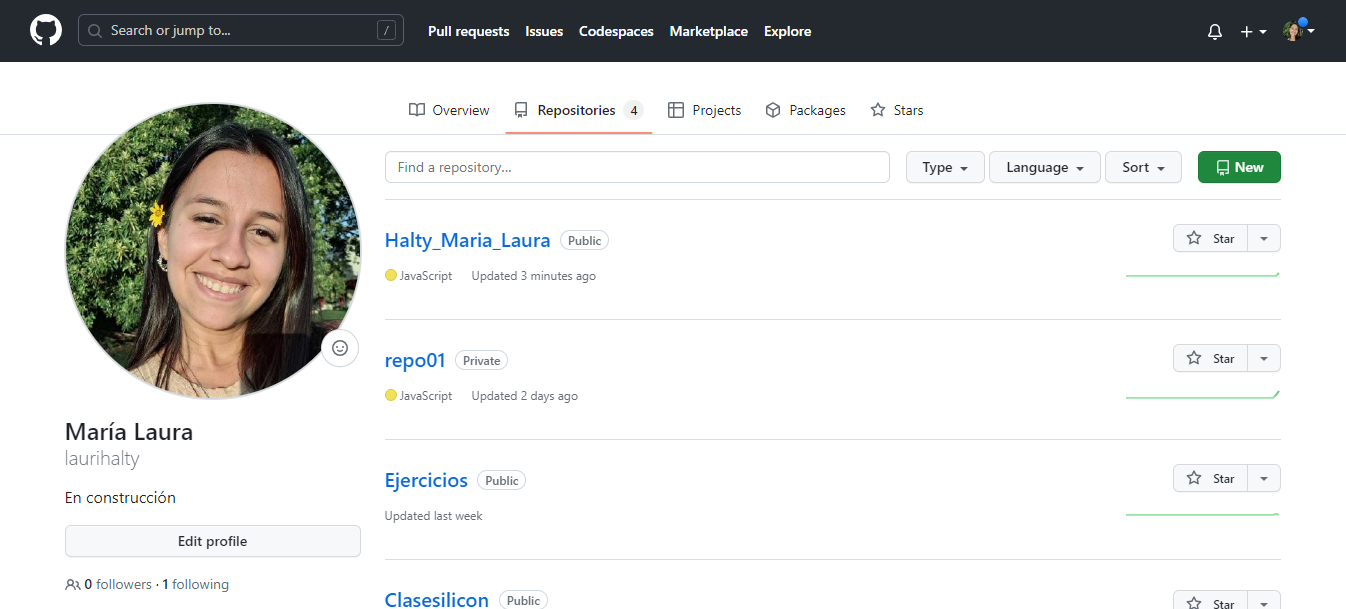 Search or jump to... / Pull requests Issues Codespaces Marketplace Explore
Overview Repositories 4 Projects Packages Stars
Find a repository... Type Language Sort New
Halty_Maria_Laura Public Star
JavaScript Updated 3 minutes ago
repo01 Private Star
JavaScript Updated 2 days ago
María Laura
laurihalty
En construcción
Edit profile
0 followers · 1 following
Ejercicios Public Star
Updated last week
Clasesilicon Public Star